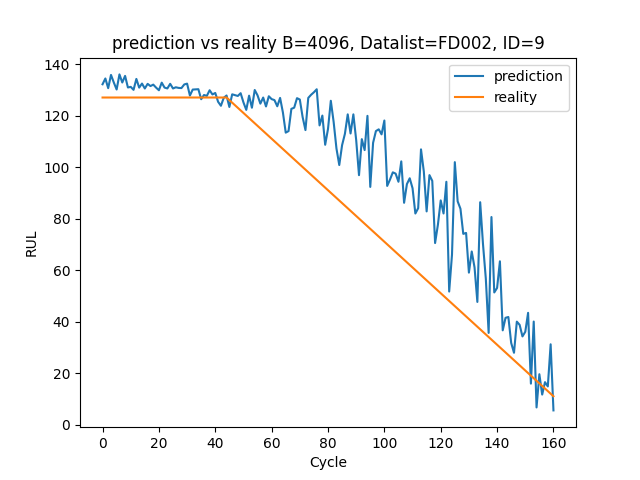 prediction vs reality B=4096, Datalist=FD002, ID=9
140
120
100
80
60
40
20
0
RUL
prediction
reality
0 20 40 60 80 100 120 140 160
Cycle